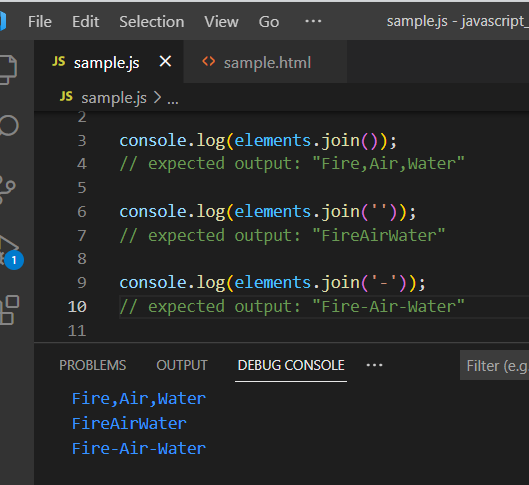 File Edit Selection View Go ··· sample.js - javascript_
JS sample.js × <> sample.html
JS sample.js > ...
2
3 console.log(elements.join());
4 // expected output: "Fire,Air,Water"
5
6 console.log(elements.join(''));
7 // expected output: "FireAirWater"
8
9 console.log(elements.join('-'));
10 // expected output: "Fire-Air-Water"
11
1
PROBLEMS OUTPUT DEBUG CONSOLE ··· Filter (e.g
Fire,Air,Water
FireAirWater
Fire-Air-Water